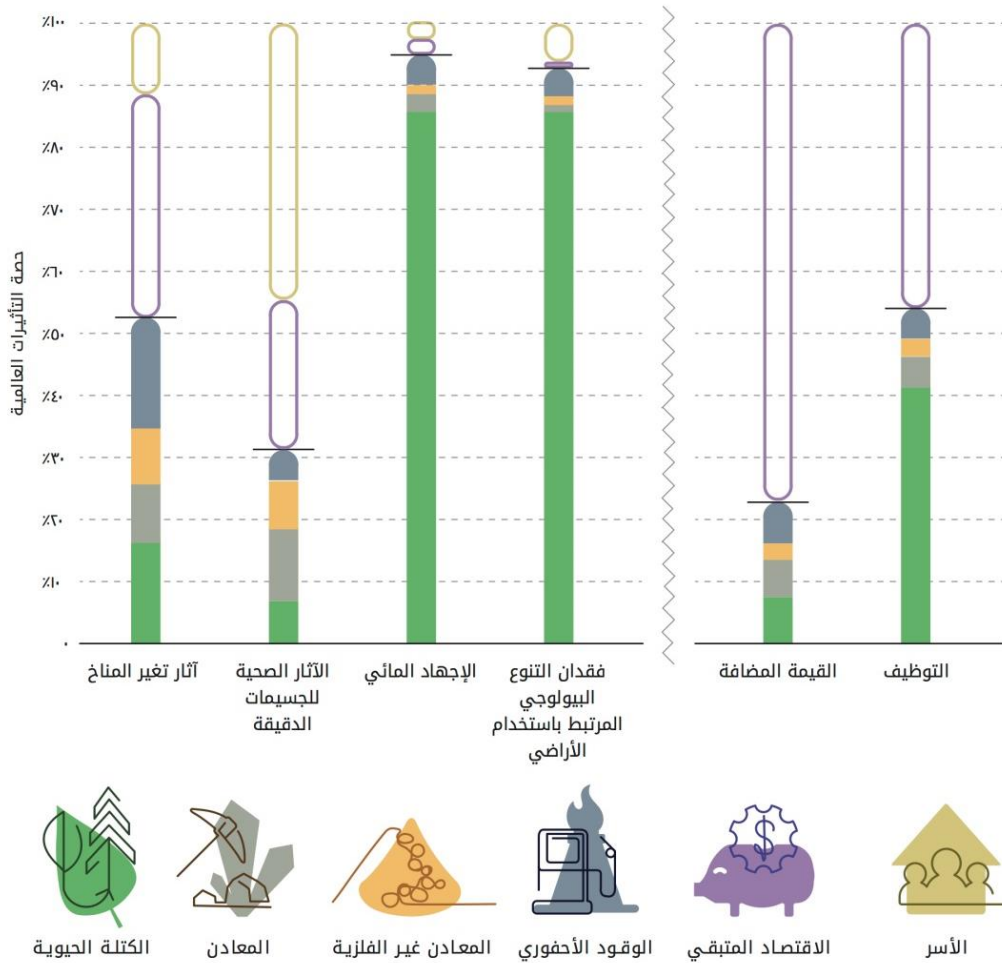 ٪١٠٠
٪٩٠
٪٨٠
٪٧٠
٪٦٠
٪٥٠
٪٤٠
٪٣٠
٪٢٠
٪١٠
٠
حصة التأثيرات العالمية
آثار تغير المناخ
الآثار الصحية
للجسيمات
الدقيقة
الإجهاد المائي
فقدان التنوع
البيولوجي
المرتبط باستخدام
الأراضي
القيمة المضافة
التوظيف
$
الكتلة الحيوية
المعادن
المعادن غير الفلزية
الوقود الأحفوري
الاقتصاد المتبقي
الأسر